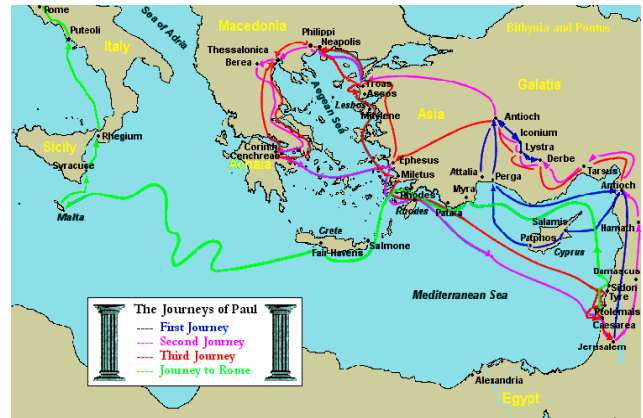 Rome
Puteoli
Italy
Sea of Adria
Macedonia
Philippi
Neapolis
Thessalonica
Berea
Bithynia and Pontus
Galatia
Troas
Assos
Aegean Sea
Lesbos
Mitylene
Asia
Antioch
Iconium
Lystra
Derbe
Tarsus
Rhegium
Sicily
Syracuse
Malta
Corinth
Cenchreae
Achaia
Ephesus
Miletus
Attalia
Perga
Antioch
Rhodes
Rhodes
Patara
Myra
Crete
Fair Havens
Salmone
Salamis
Paphos
Cyprus
Hamath
Damascus
Sidon
Tyre
Ptolemais
Caesarea
Jerusalem
Mediterranean Sea
Alexandria
Egypt
The Journeys of Paul
---- First Journey
---- Second Journey
---- Third Journey
---- Journey to Rome